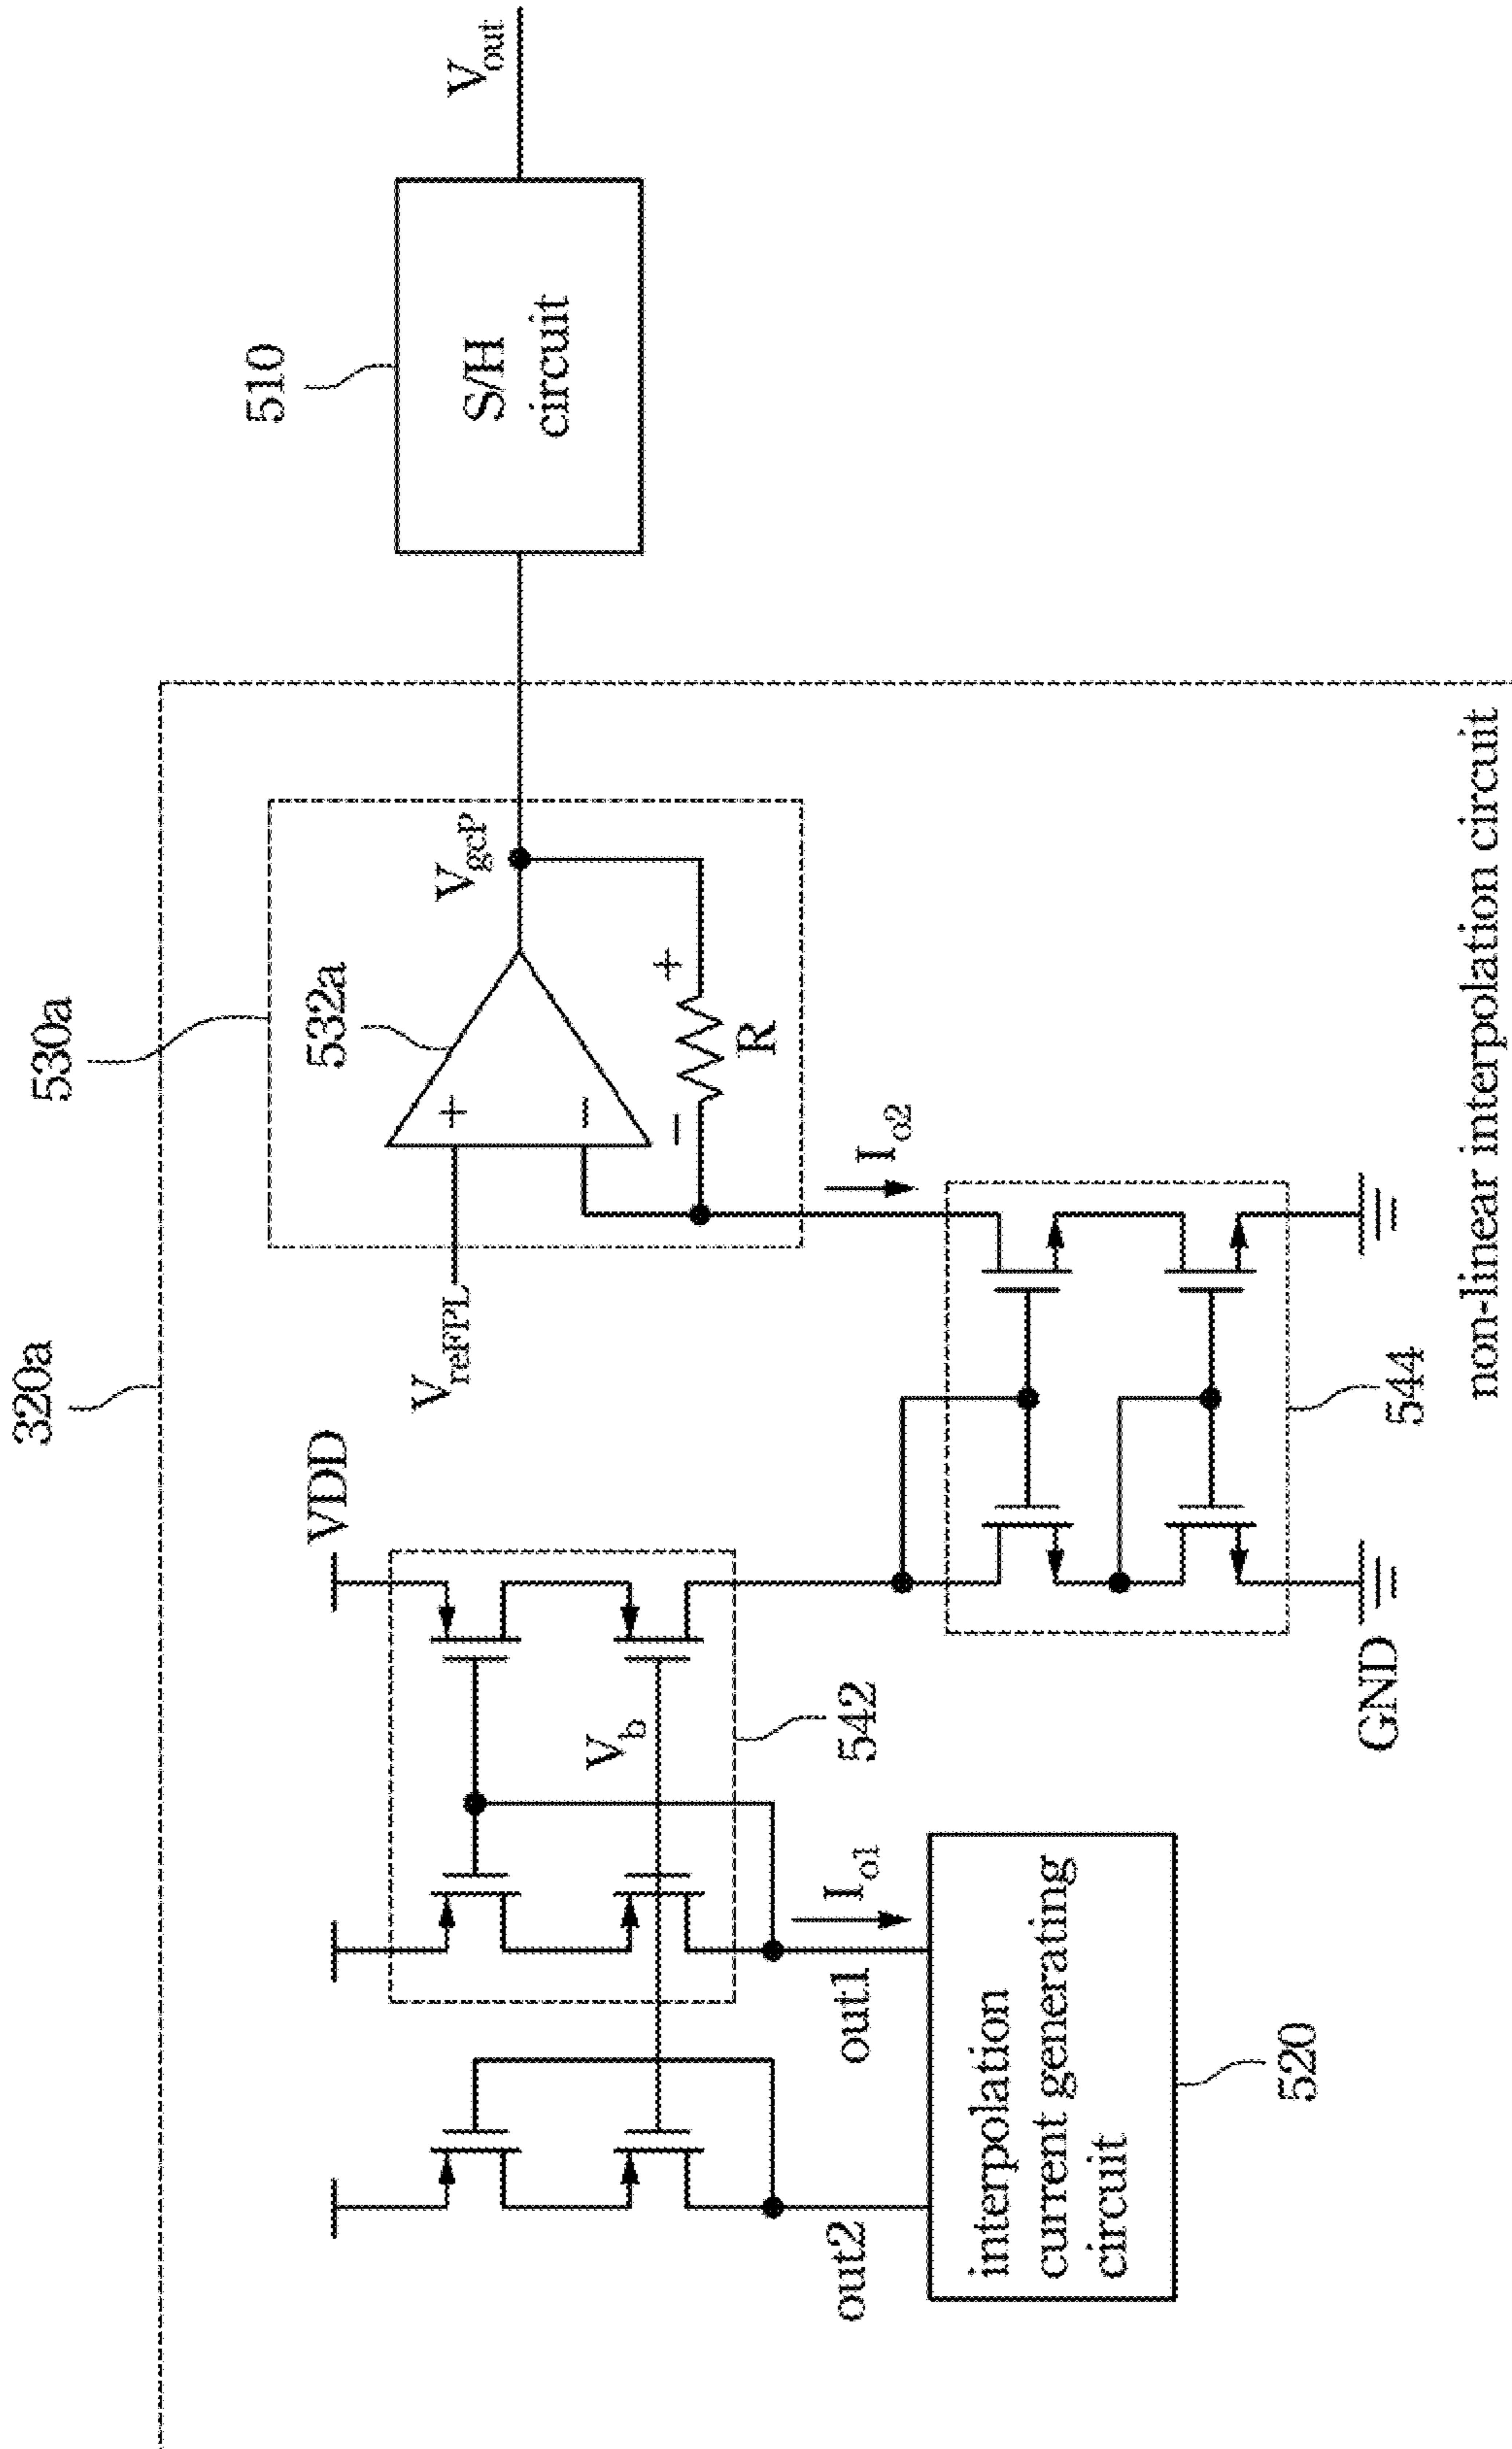 320a
530a
510
VDD
VreFPL
532a
+
−
VgcP
S/H
circuit
Vout
+
−
R
Vb
542
Io2
out2
out1
Io1
interpolation
current generating
circuit
520
GND
544
non-linear interpolation circuit